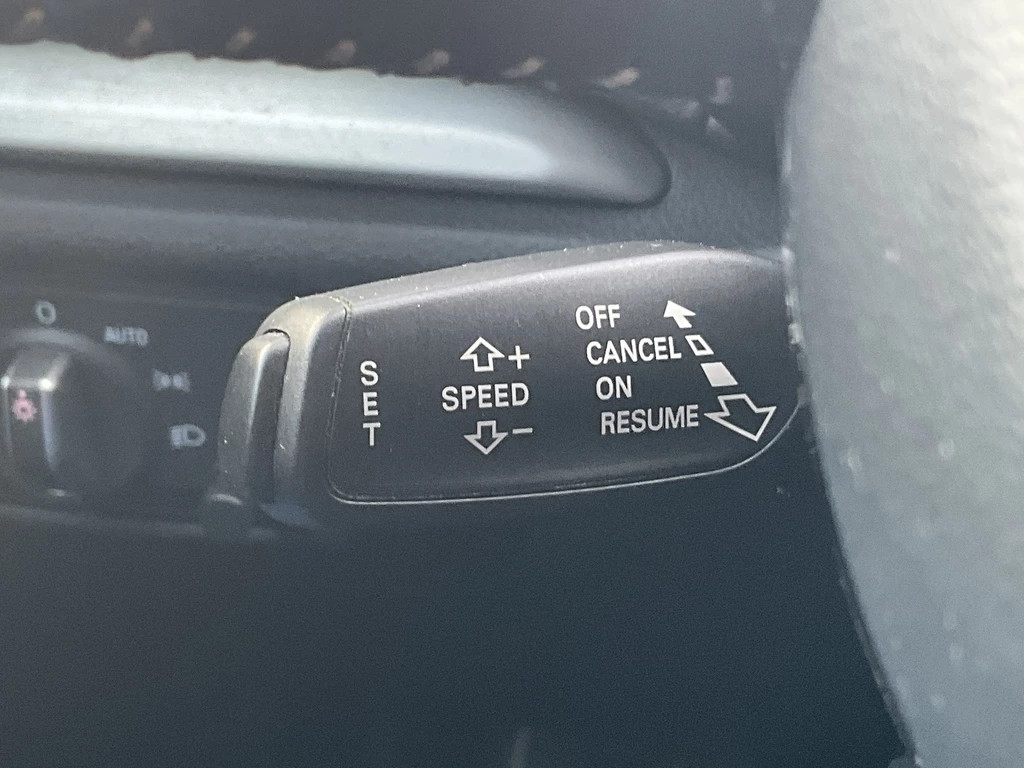 AUTO
OFF
CANCEL
ON
RESUME
+
SPEED
−
SET